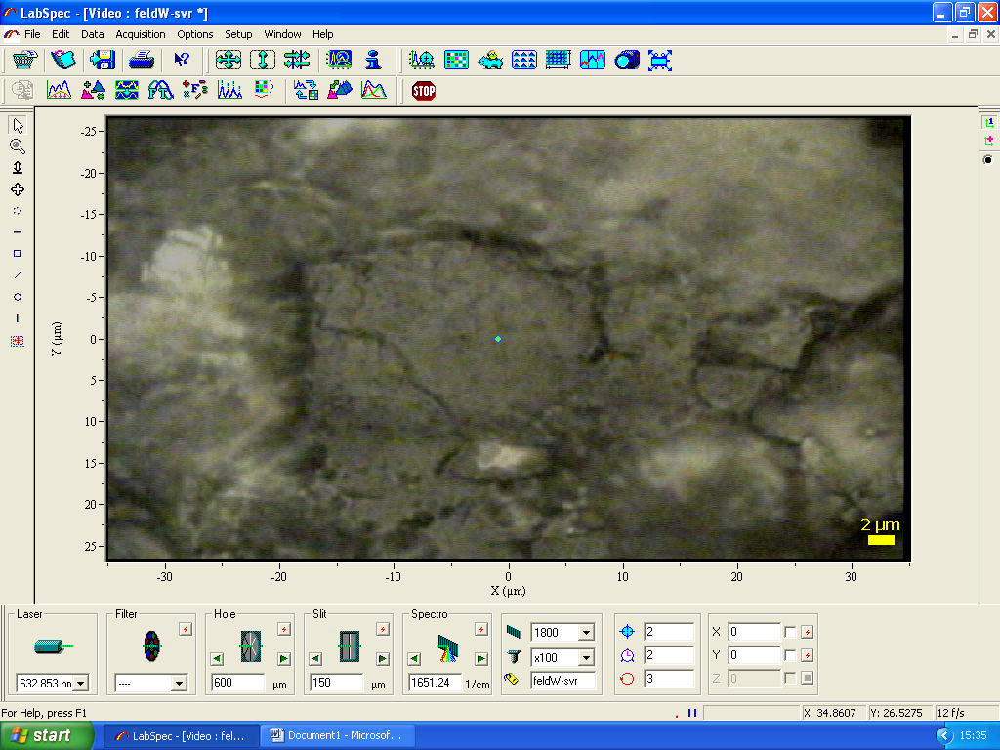 LabSpec - [Video : feldW-svr *]
File Edit Data Acquisition Options Setup Window Help
STOP
-25
-20
-15
-10
-5
0
5
10
15
20
25
Y (µm)
2 µm
-30 -20 -10 0 10 20 30
X (µm)
Laser Filter Hole Slit Spectro
1800 2 X 0
x100 2 Y 0
632.853 nm ---- 600 µm 150 µm 1651.24 1/cm feldW-svr 3 Z 0
For Help, press F1 X: 34.8607 Y: 26.5275 12 f/s
start LabSpec - [Video : fel... Document1 - Microsof... 15:35